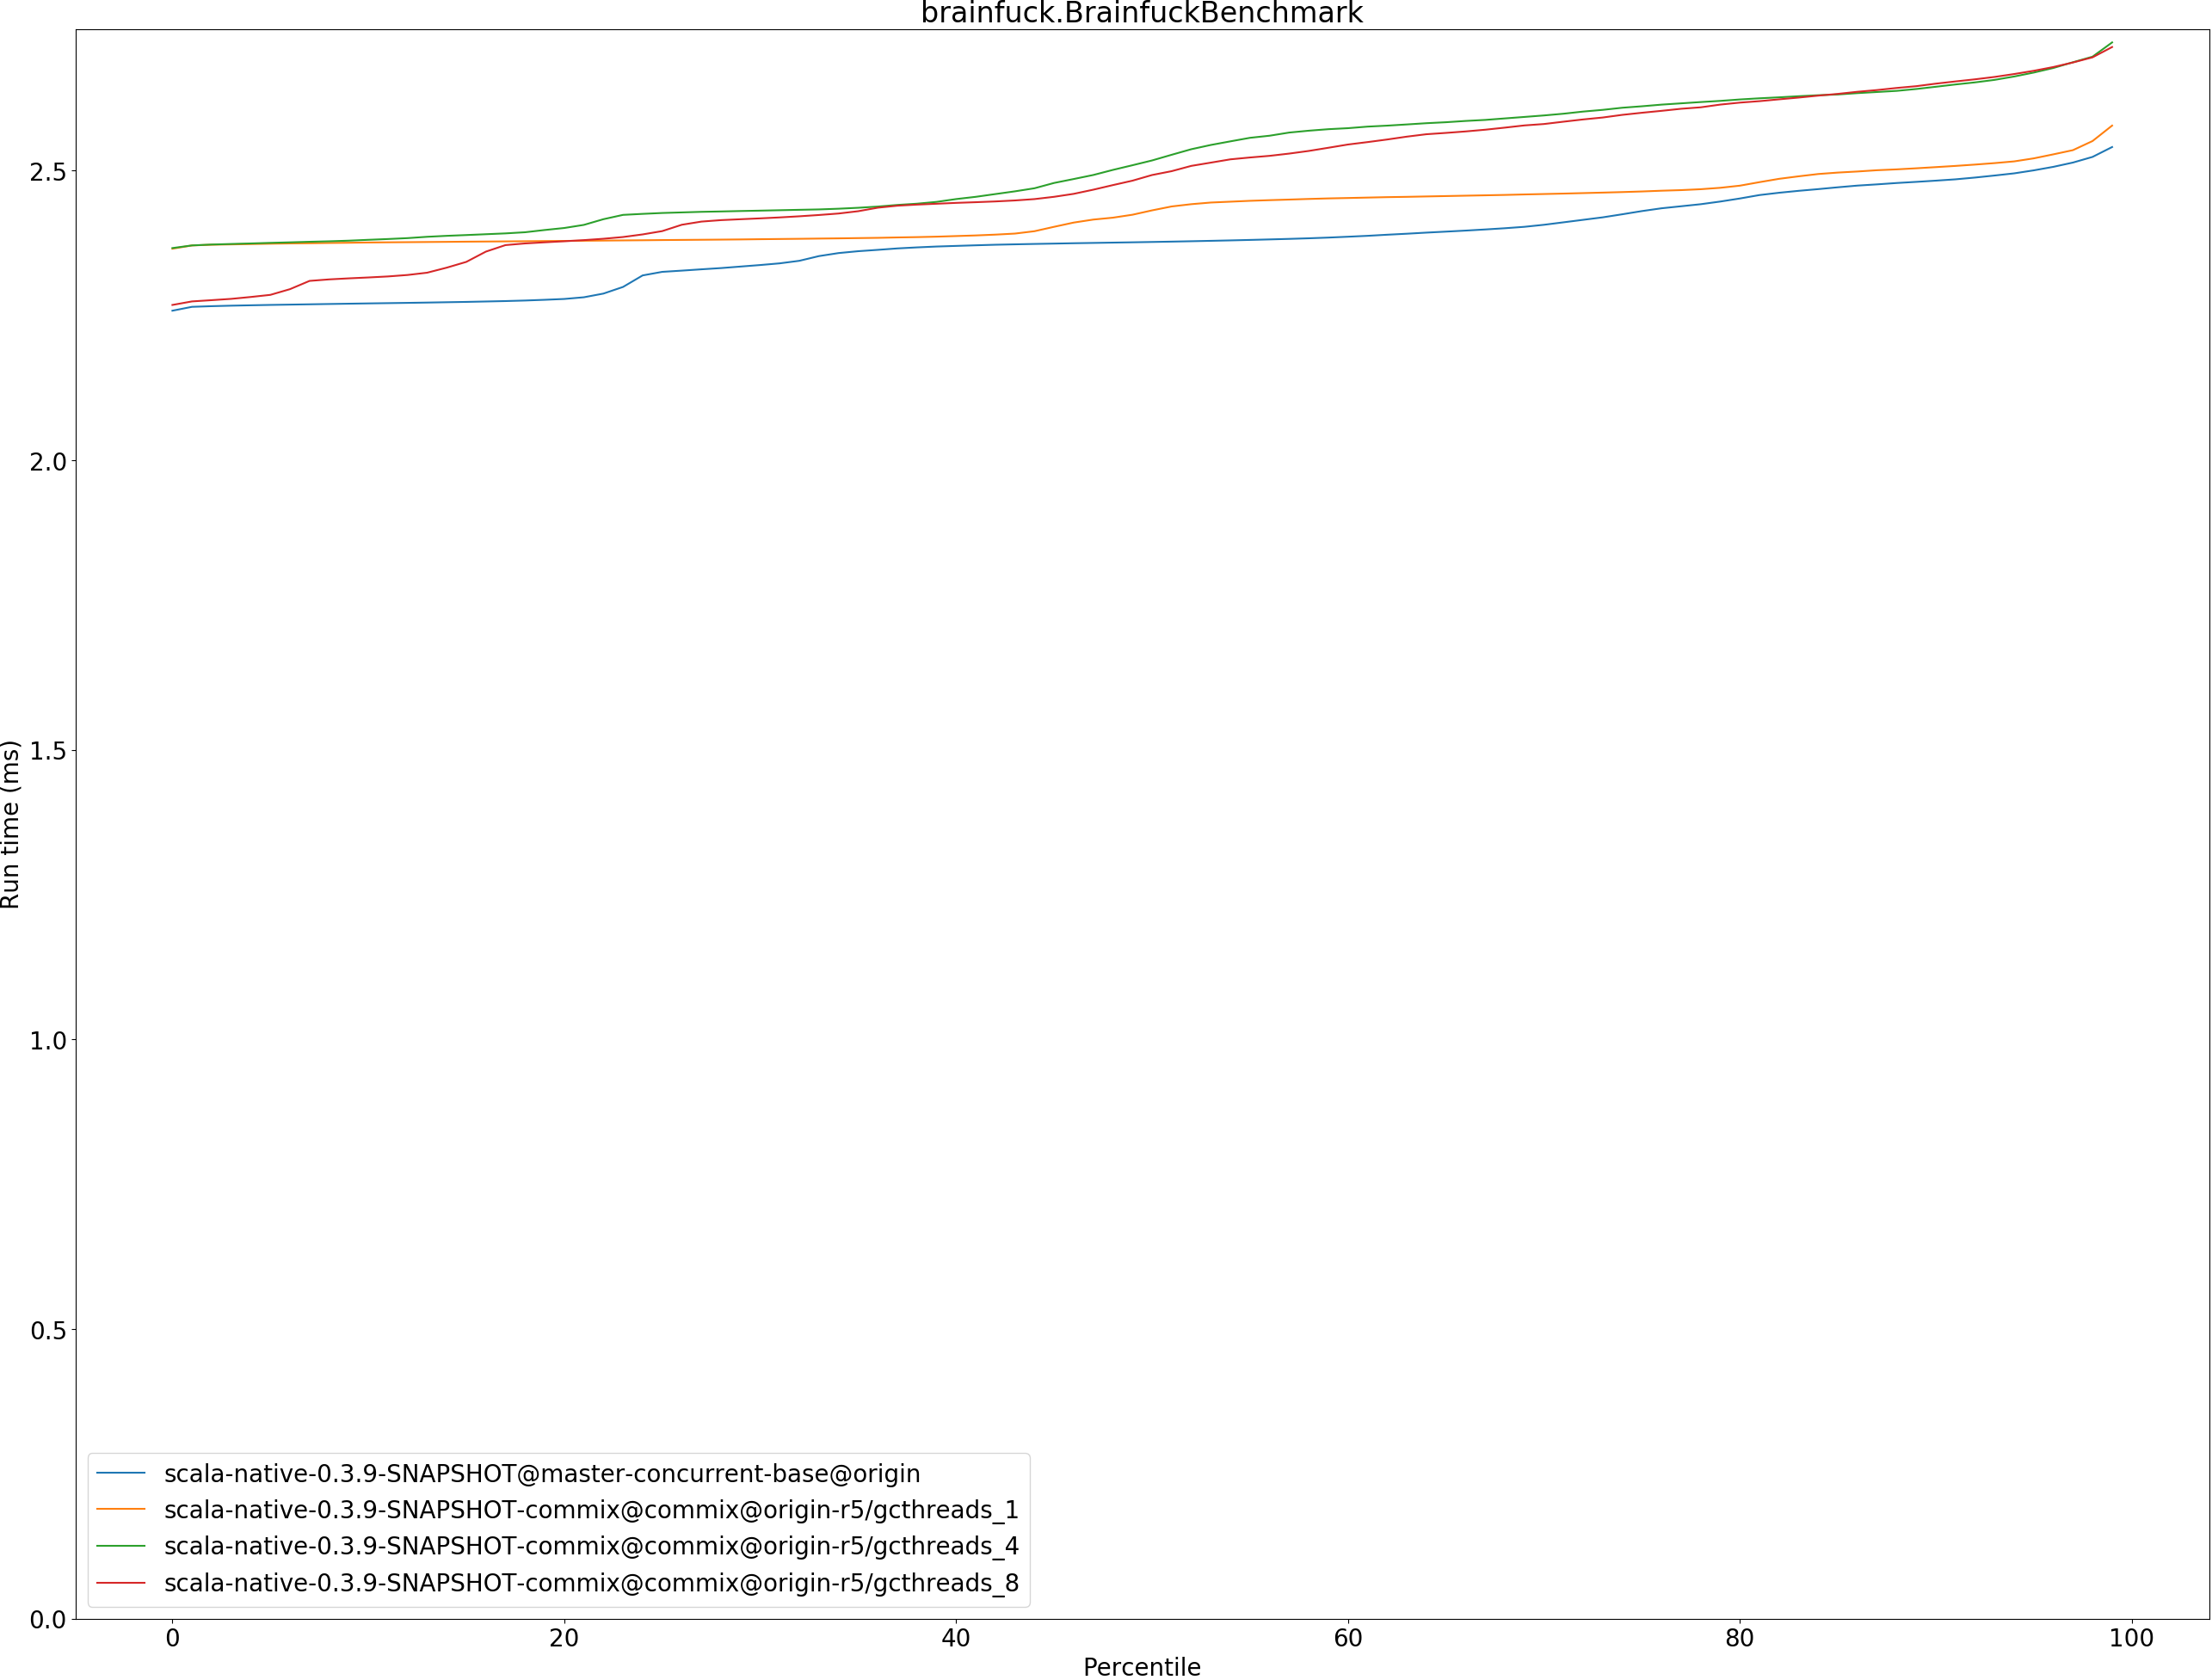 brainfuck.BrainfuckBenchmark
Run time (ms)
2.5
2.0
1.5
1.0
0.5
0.0
scala-native-0.3.9-SNAPSHOT@master-concurrent-base@origin
scala-native-0.3.9-SNAPSHOT-commix@commix@origin-r5/gcthreads_1
scala-native-0.3.9-SNAPSHOT-commix@commix@origin-r5/gcthreads_4
scala-native-0.3.9-SNAPSHOT-commix@commix@origin-r5/gcthreads_8
0 20 40 60 80 100
Percentile